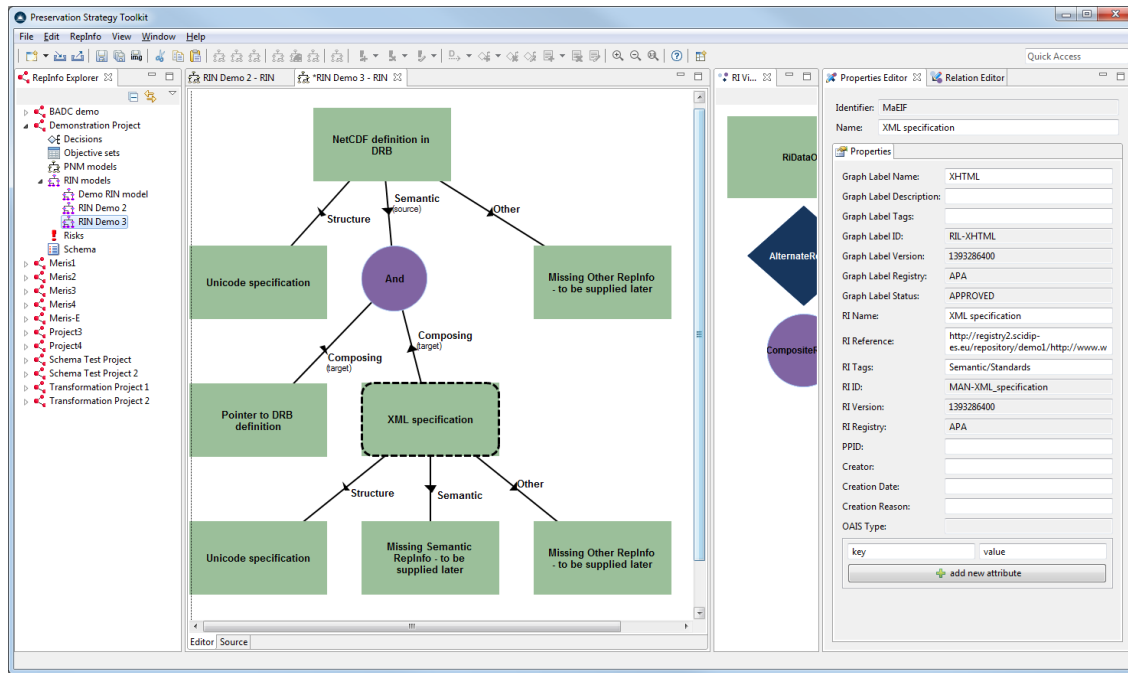 Preservation Strategy Toolkit
File Edit RepInfo View Window Help
Quick Access
RepInfo Explorer
BADC demo
Demonstration Project
Decisions
Objective sets
PNM models
RIN models
Demo RIN model
RIN Demo 2
RIN Demo 3
Risks
Schema
Meris1
Meris2
Meris3
Meris4
Meris-E
Project3
Project4
Schema Test Project
Schema Test Project 2
Transformation Project 1
Transformation Project 2
RIN Demo 2 - RIN
*RIN Demo 3 - RIN
NetCDF definition in
DRB
Structure
Semantic
(source)
Other
Unicode specification
And
Missing Other RepInfo
- to be supplied later
Composing
(target)
Composing
(target)
Pointer to DRB
definition
XML specification
Structure
Semantic
Other
Unicode specification
Missing Semantic
RepInfo - to be
supplied later
Missing Other RepInfo
- to be supplied later
Editor Source
RI Vi...
RiDataO
AlternateR
CompositeR
Properties Editor
Relation Editor
Identifier: MaEIF
Name: XML specification
Properties
Graph Label Name: XHTML
Graph Label Description:
Graph Label Tags:
Graph Label ID: RIL-XHTML
Graph Label Version: 1393286400
Graph Label Registry: APA
Graph Label Status: APPROVED
RI Name: XML specification
RI Reference: http://registry2.scidip-
es.eu/repository/demo1/http://www.w
RI Tags: Semantic/Standards
RI ID: MAN-XML_specification
RI Version: 1393286400
RI Registry: APA
PPID:
Creator:
Creation Date:
Creation Reason:
OAIS Type:
key value
add new attribute